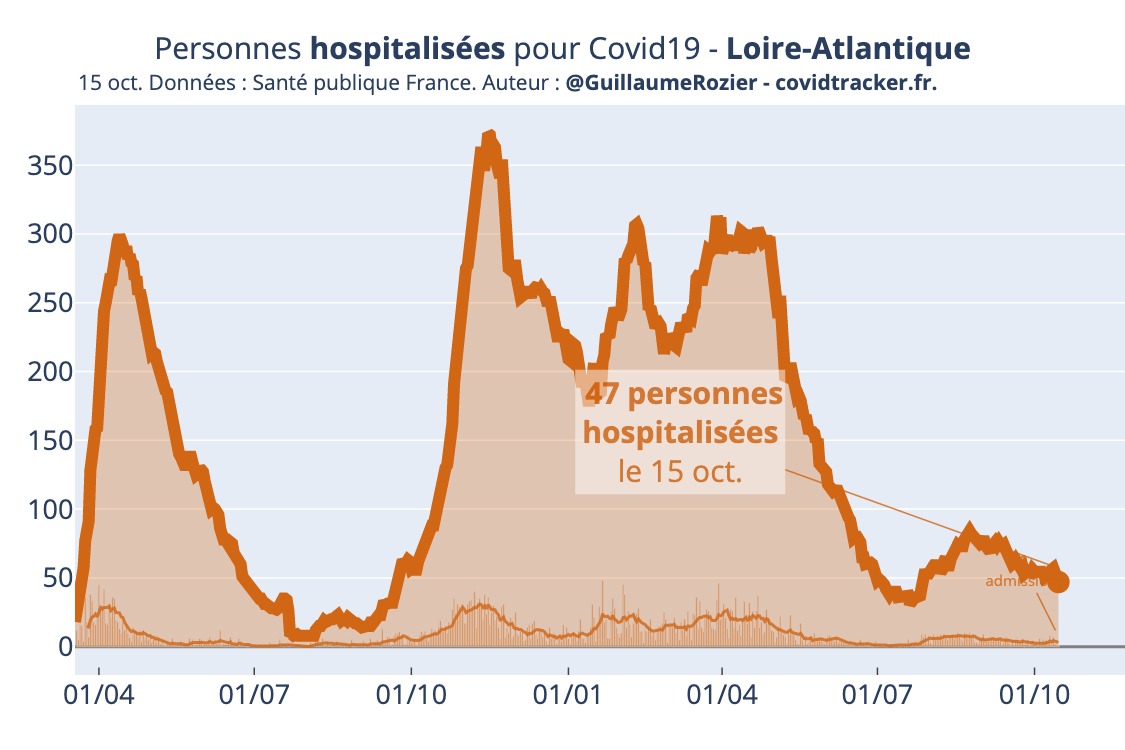 Personnes hospitalisées pour Covid19 - Loire-Atlantique
15 oct. Données : Santé publique France. Auteur : @GuillaumeRozier - covidtracker.fr.
350
300
250
200
150
100
50
0
47 personnes
hospitalisées
le 15 oct.
01/04 01/07 01/10 01/01 01/04 01/07 01/10